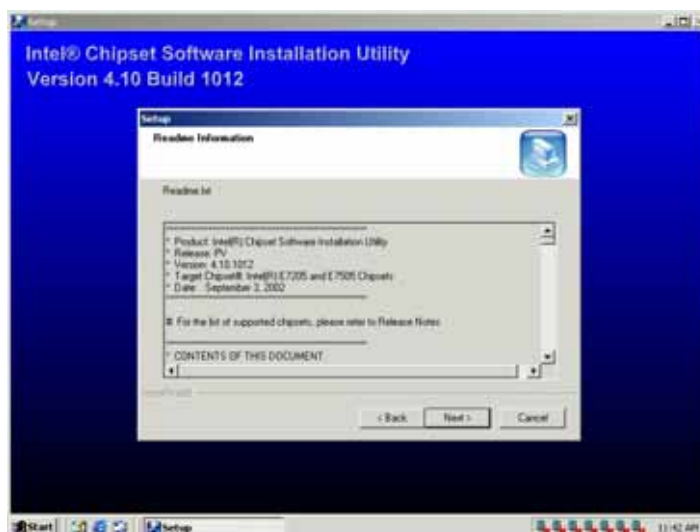 Setup
Intel® Chipset Software Installation Utility
Version 4.10 Build 1012
Setup
Readme Information
Readme.txt
* Product: Intel(R) Chipset Software Installation Utility
* Release: PV
* Version: 4.10.1012
* Target Chipset#: Intel(R) E7205 and E7505 Chipsets
* Date: September 3, 2002
# For the list of supported chipsets, please refer to Release Notes
* CONTENTS OF THIS DOCUMENT
< Back
Next >
Cancel
Start
Setup
11:42 AM